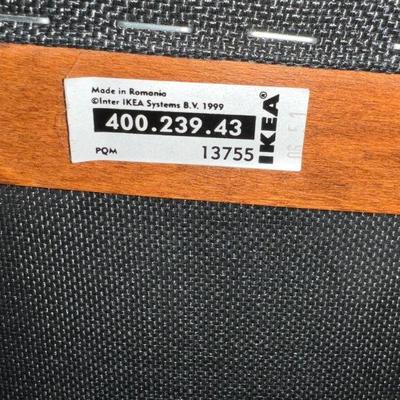 Made in Romania
©Inter IKEA Systems B.V. 1999
400.239.43
PQM 13755
IKEA®